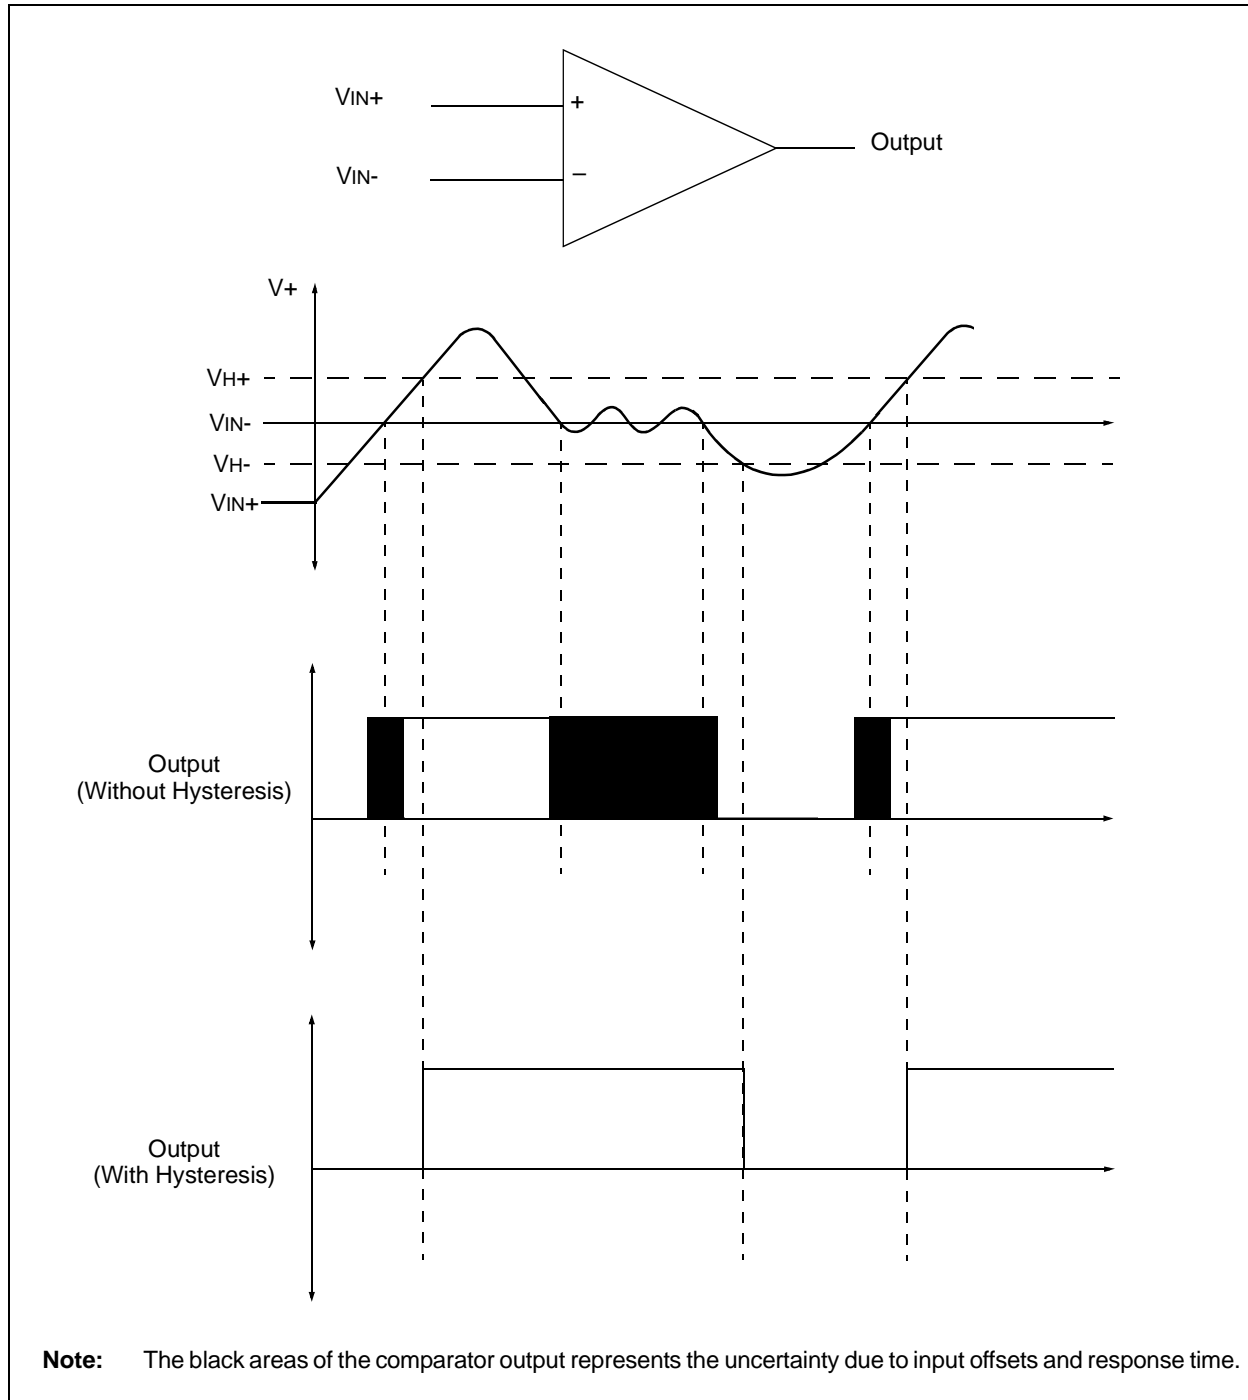 VIN+
+
Output
VIN-
–
V+
VH+
VIN-
VH-
VIN+
Output
(Without Hysteresis)
Output
(With Hysteresis)
Note: The black areas of the comparator output represents the uncertainty due to input offsets and response time.